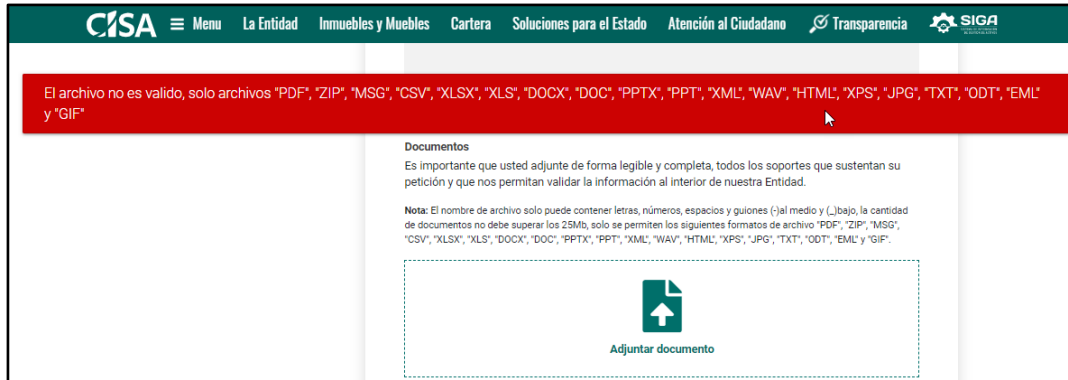 CISA Menu La Entidad Inmuebles y Muebles Cartera Soluciones para el Estado Atención al Ciudadano Transparencia SIGA
El archivo no es valido, solo archivos "PDF", "ZIP", "MSG", "CSV", "XLSX", "XLS", "DOCX", "DOC", "PPTX", "PPT", "XML", "WAV", "HTML", "XPS", "JPG", "TXT", "ODT", "EML"
y "GIF"
Documentos
Es importante que usted adjunte de forma legible y completa, todos los soportes que sustentan su
petición y que nos permitan validar la información al interior de nuestra Entidad.
Nota: El nombre de archivo solo puede contener letras, números, espacios y guiones (-)al medio y (_)bajo, la cantidad
de documentos no debe superar los 25Mb, solo se permiten los siguientes formatos de archivo "PDF", "ZIP", "MSG",
"CSV", "XLSX", "XLS", "DOCX", "DOC", "PPTX", "PPT", "XML", "WAV", "HTML", "XPS", "JPG", "TXT", "ODT", "EML" y "GIF".
Adjuntar documento